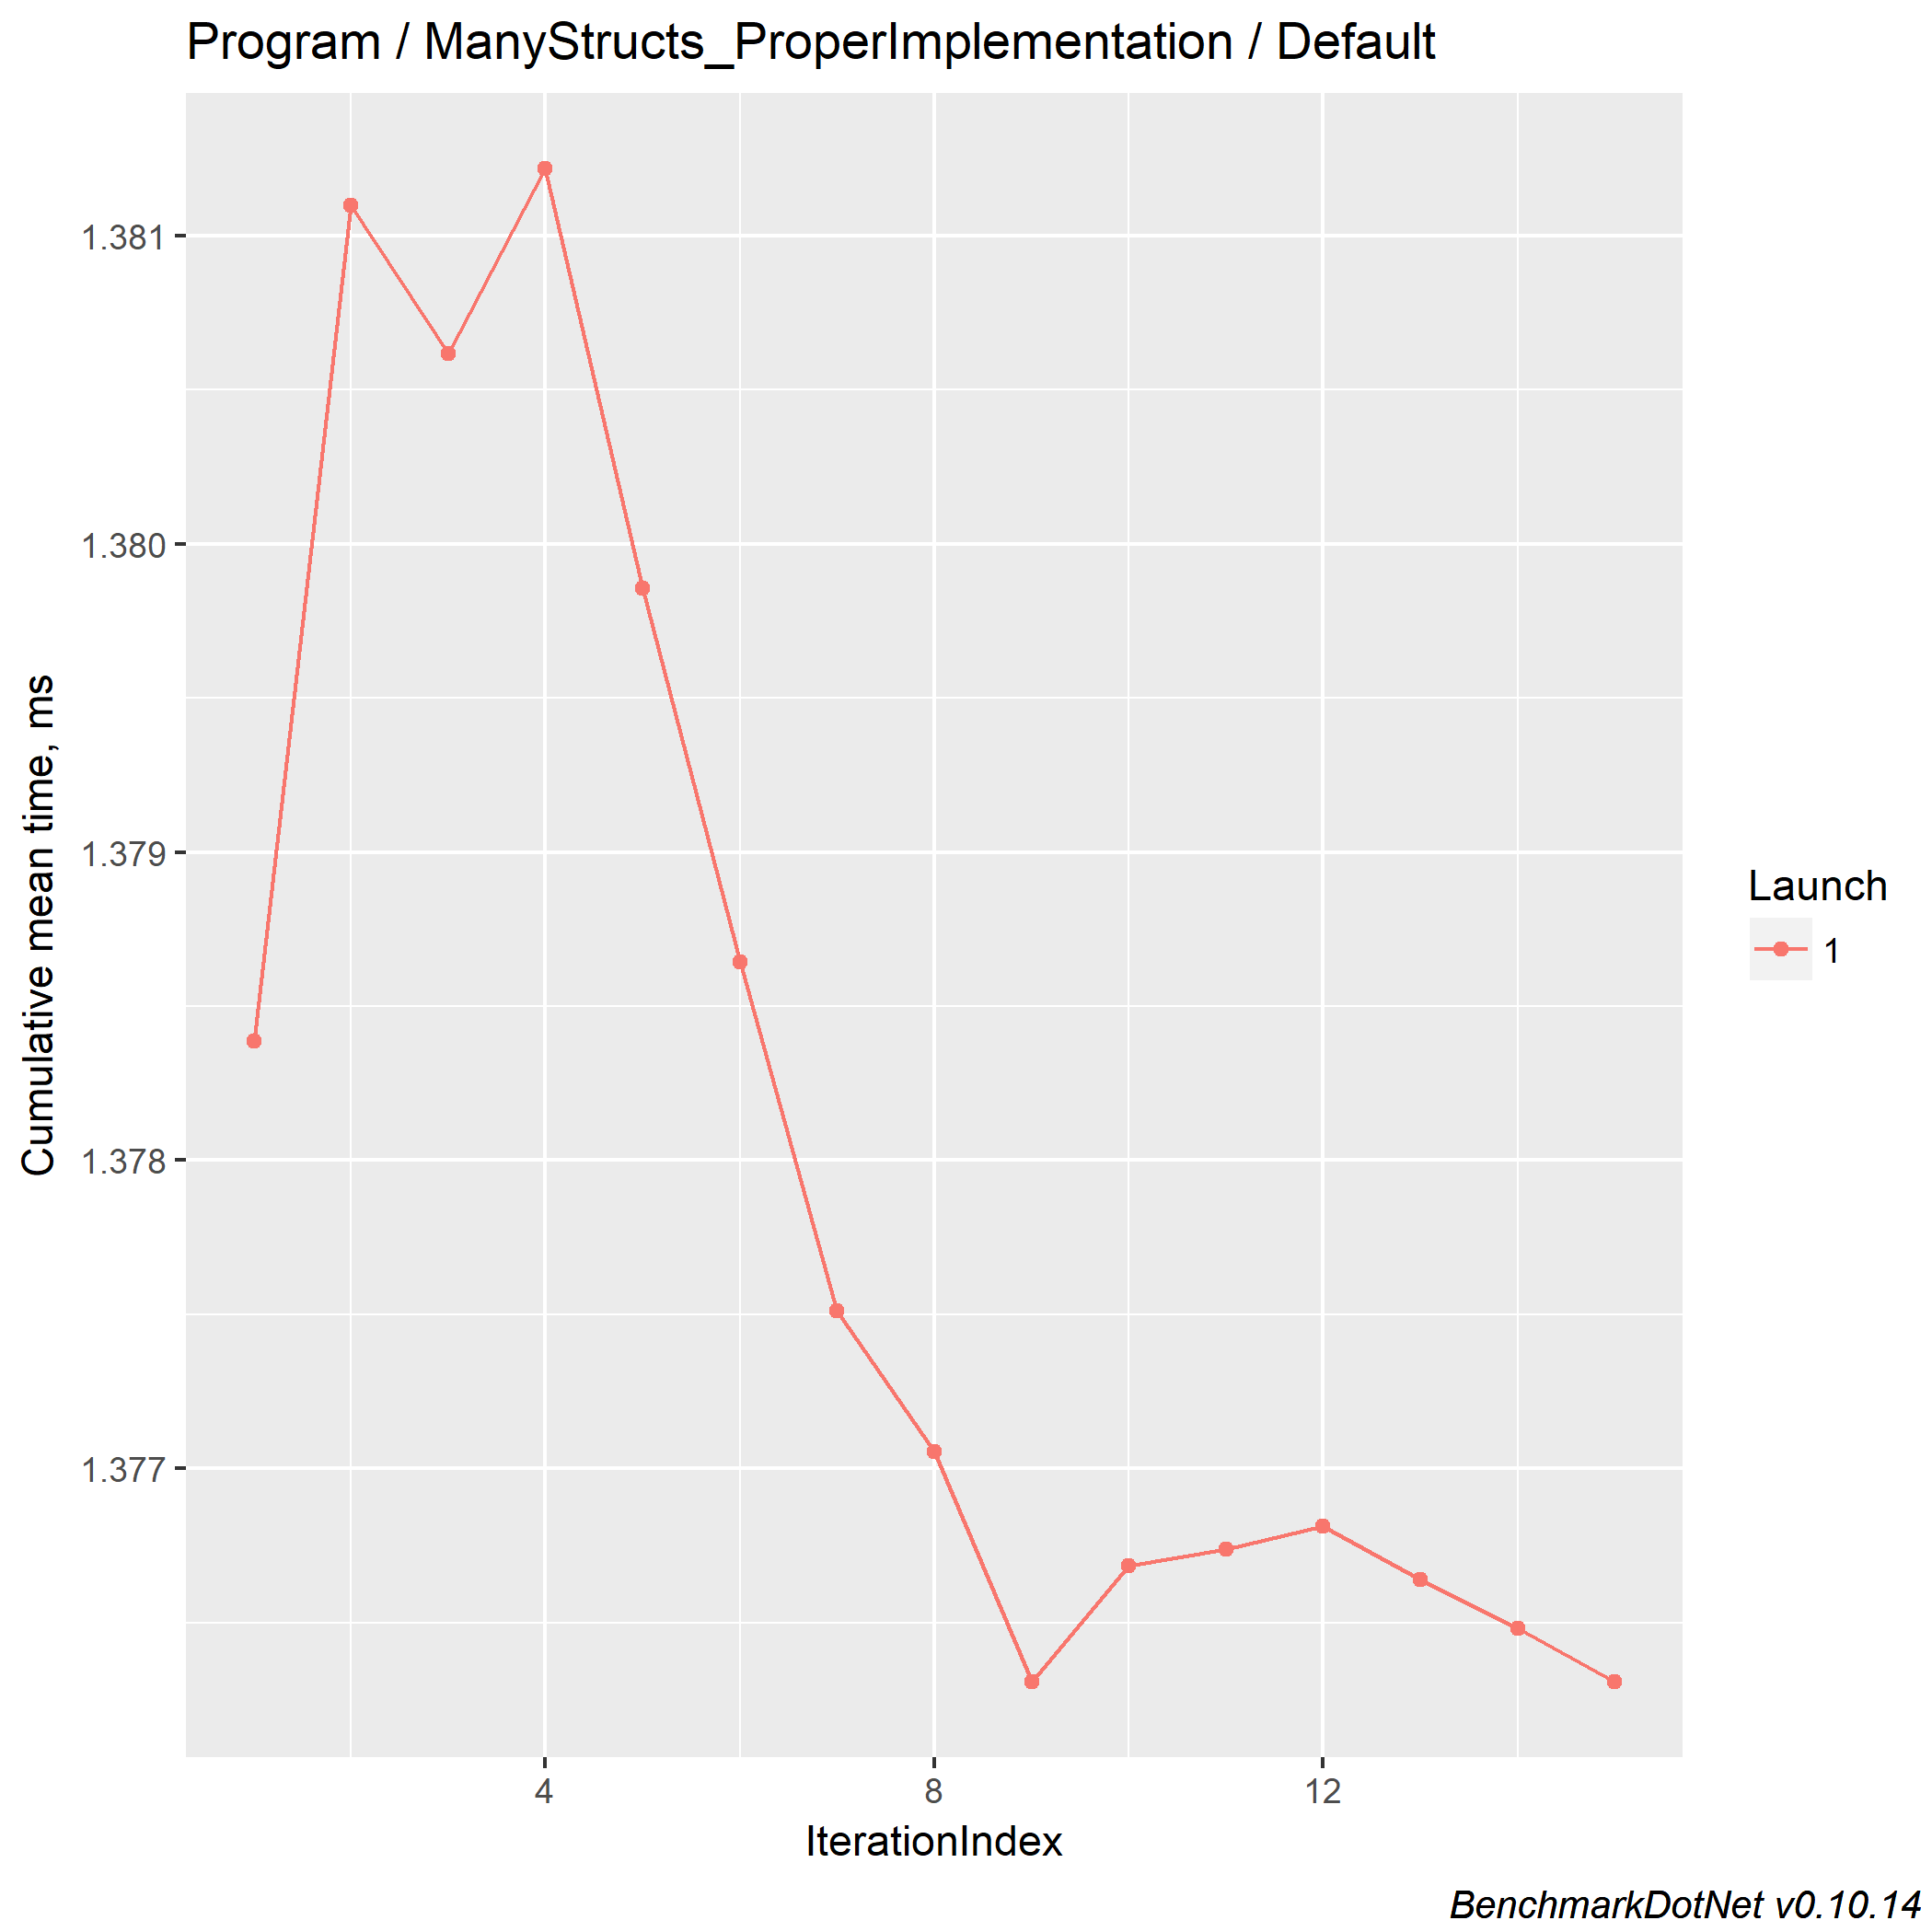 Program / ManyStructs_ProperImplementation / Default
Cumulative mean time, ms
1.381
1.380
1.379
1.378
1.377
4
8
12
IterationIndex
Launch
1
BenchmarkDotNet v0.10.14